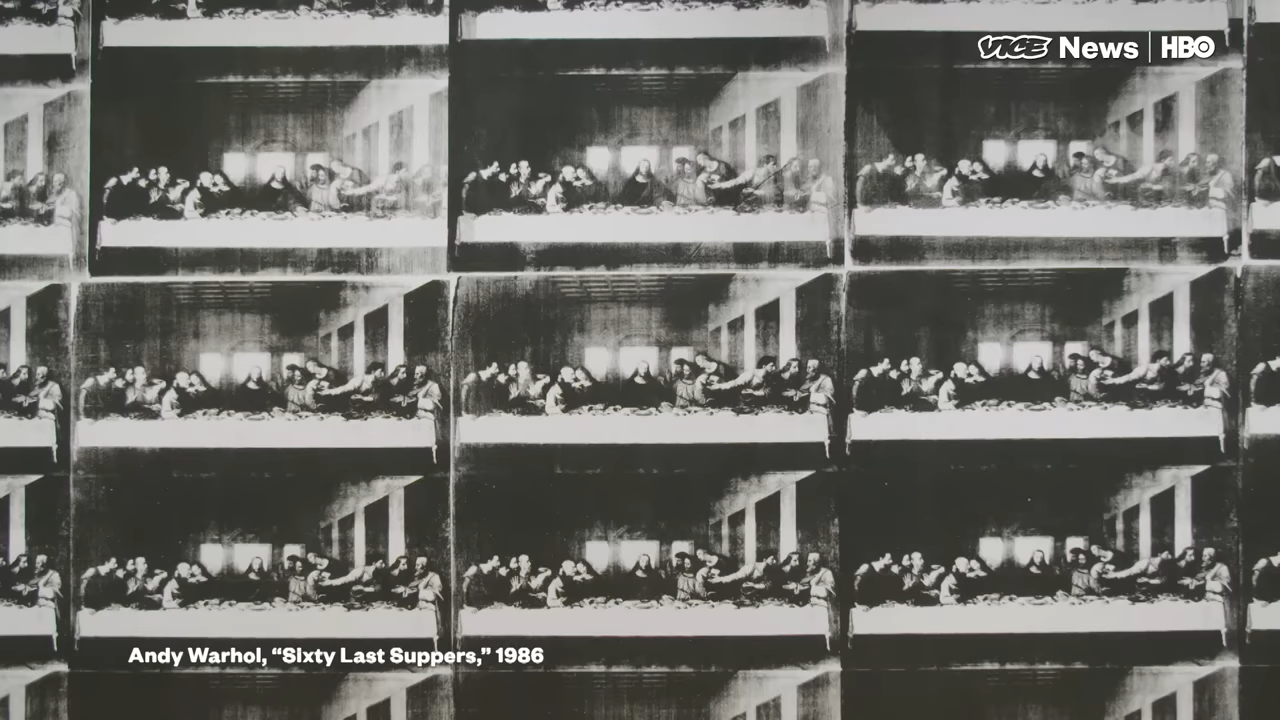 VICE News | HBO
Andy Warhol, “Sixty Last Suppers,” 1986